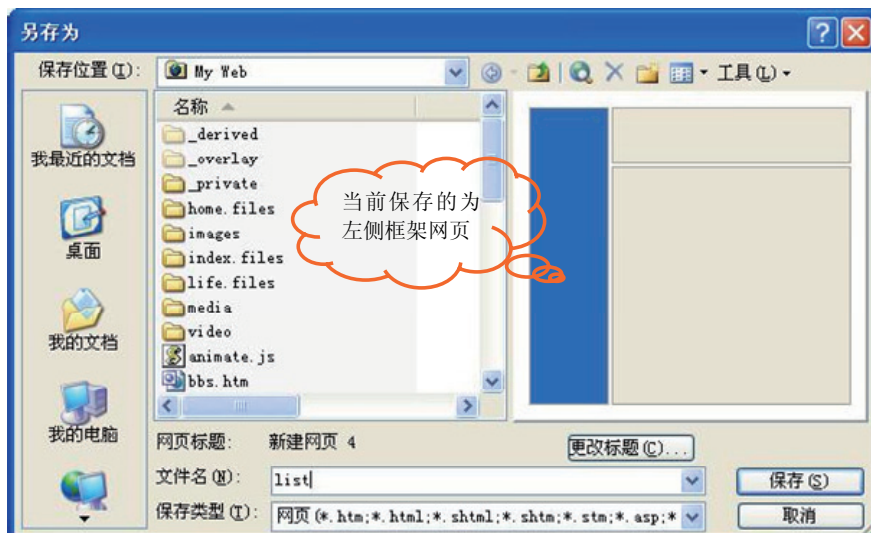 另存为
保存位置(I):
My Web
工具(L)
名称
_derived
_overlay
_private
home.files
images
index.files
life.files
media
video
animate.js
bbs.htm
我最近的文档
桌面
我的文档
我的电脑
当前保存的为
左侧框架网页
网页标题: 新建网页 4
更改标题(C)...
文件名(N): list
保存(S)
保存类型(T): 网页(*.htm;*.html;*.shtml;*.shtm;*.stm;*.asp;*
取消